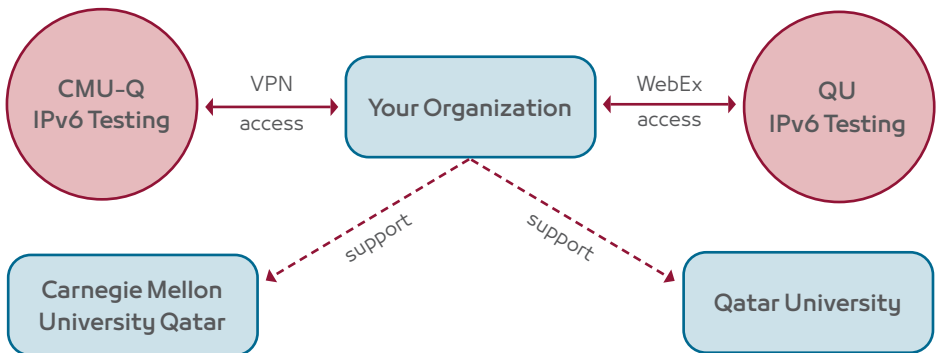 CMU-Q
IPv6 Testing
VPN
access
Your Organization
WebEx
access
QU
IPv6 Testing
support
support
Carnegie Mellon
University Qatar
Qatar University